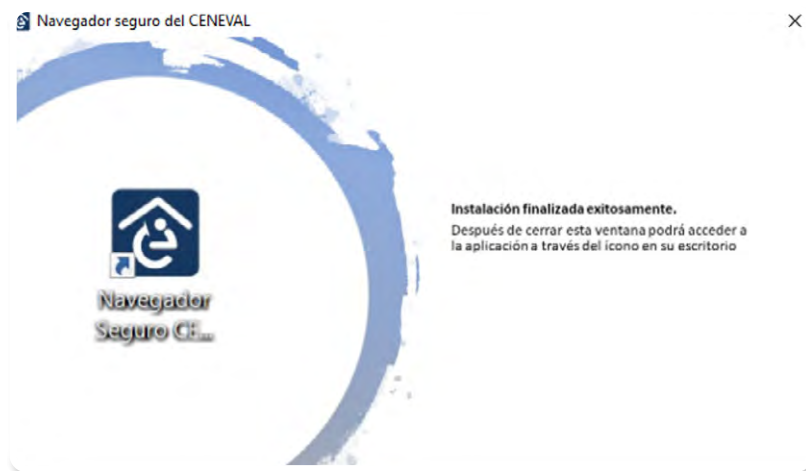 Navegador seguro del CENEVAL
Instalación finalizada exitosamente.
Después de cerrar esta ventana podrá acceder a
la aplicación a través del ícono en su escritorio
Navegador
Seguro CE...